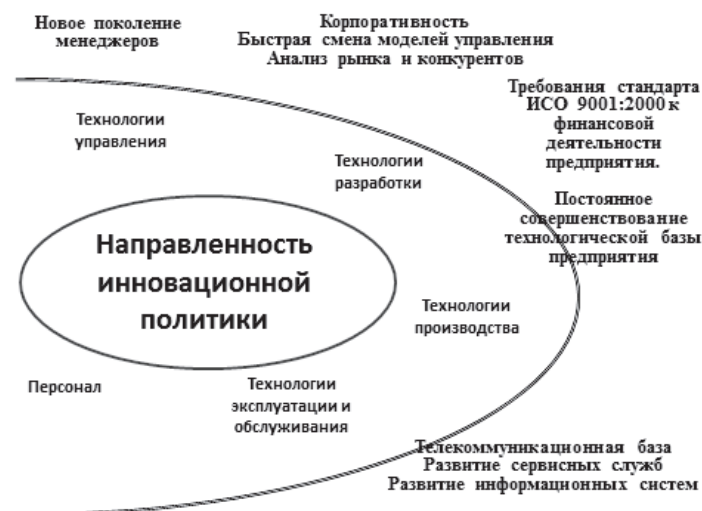 Новое поколение
менеджеров
Корпоративность
Быстрая смена моделей управления
Анализ рынка и конкурентов
Требования стандарта
ИСО 9001:2000 к
финансовой
деятельности
предприятия.
Технологии
управления
Технологии
разработки
Постоянное
совершенствование
технологической базы
предприятия
Направленность
инновационной
политики
Технологии
производства
Персонал
Технологии
эксплуатации и
обслуживания
Телекоммуникационная база
Развитие сервисных служб
Развитие информационных систем